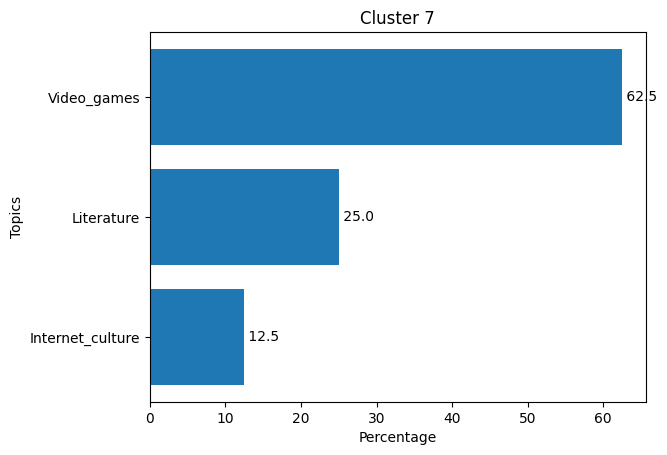 Cluster 7
Video_games
62.5
Literature
25.0
Internet_culture
12.5
Topics
0 10 20 30 40 50 60
Percentage